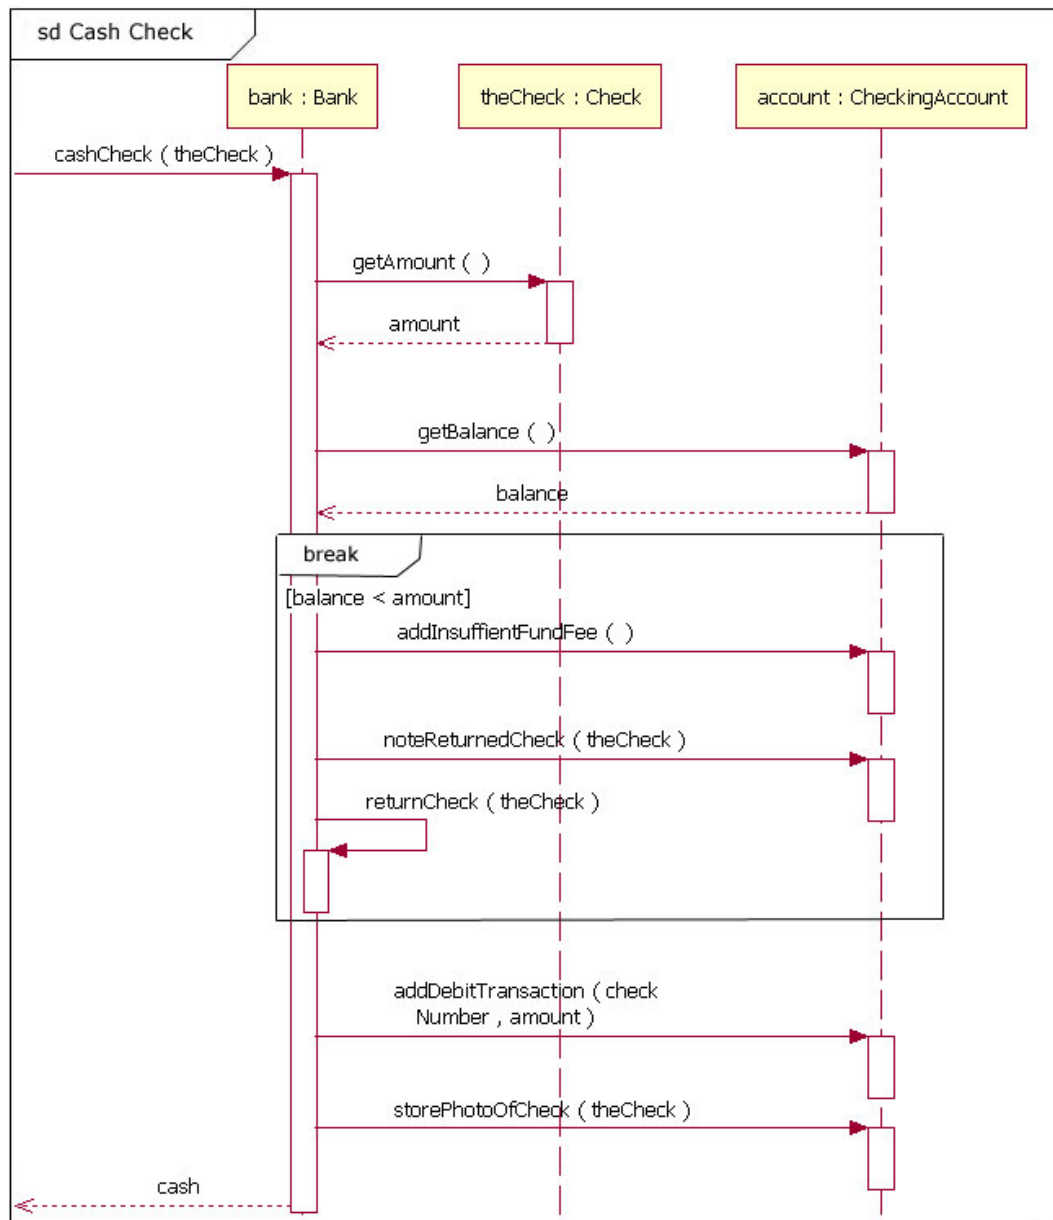 sd Cash Check
bank : Bank
theCheck : Check
account : CheckingAccount
cashCheck ( theCheck )
getAmount ( )
amount
getBalance ( )
balance
break
[balance < amount]
addInsuffientFundFee ( )
noteReturnedCheck ( theCheck )
returnCheck ( theCheck )
addDebitTransaction ( check
Number , amount )
storePhotoOfCheck ( theCheck )
cash